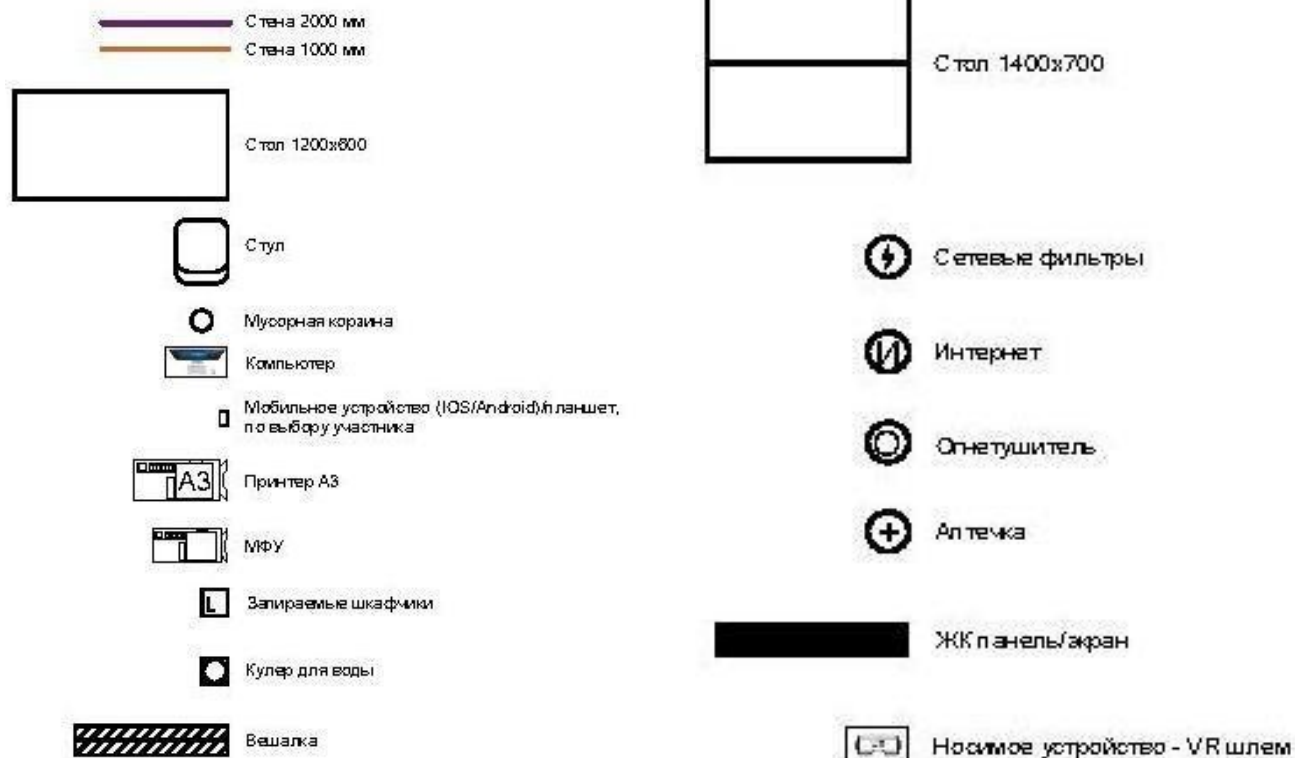 Стена 2000 мм
Стена 1000 мм
Стол 1200х600
Стул
Мусорная корзина
Компьютер
Мобильное устройство (IOS/Android)/планшет,
по выбору участника
A3
Принтер А3
МФУ
L
Запираемые шкафчики
Кулер для воды
Вешалка
Стол 1400х700
Сетевые фильтры
Интернет
Огнетушитель
Аптечка
ЖК панель/экран
Носимое устройство - VR шлем